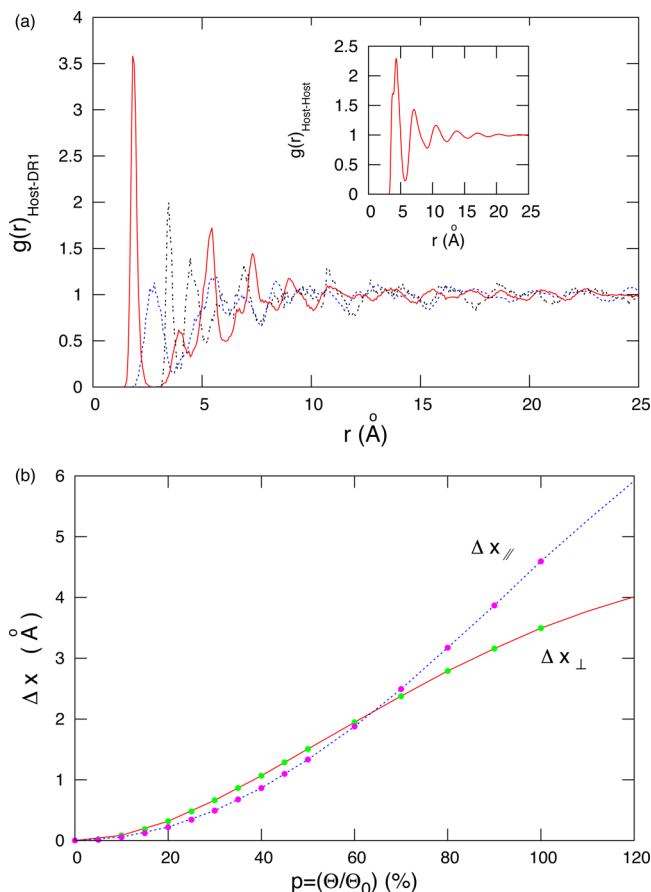 (a)
4
3.5
3
2.5
2
1.5
1
0.5
0
g(r)Host-DR1
0 5 10 15 20 25
r (Å)
2.5
2
1.5
1
0.5
0
g(r)Host-Host
0 5 10 15 20 25
r (Å)
(b)
6
5
4
3
2
1
0
Δ x (Å)
Δ x //
Δ x ⊥
0 20 40 60 80 100 120
p=(Θ/Θ0) (%)